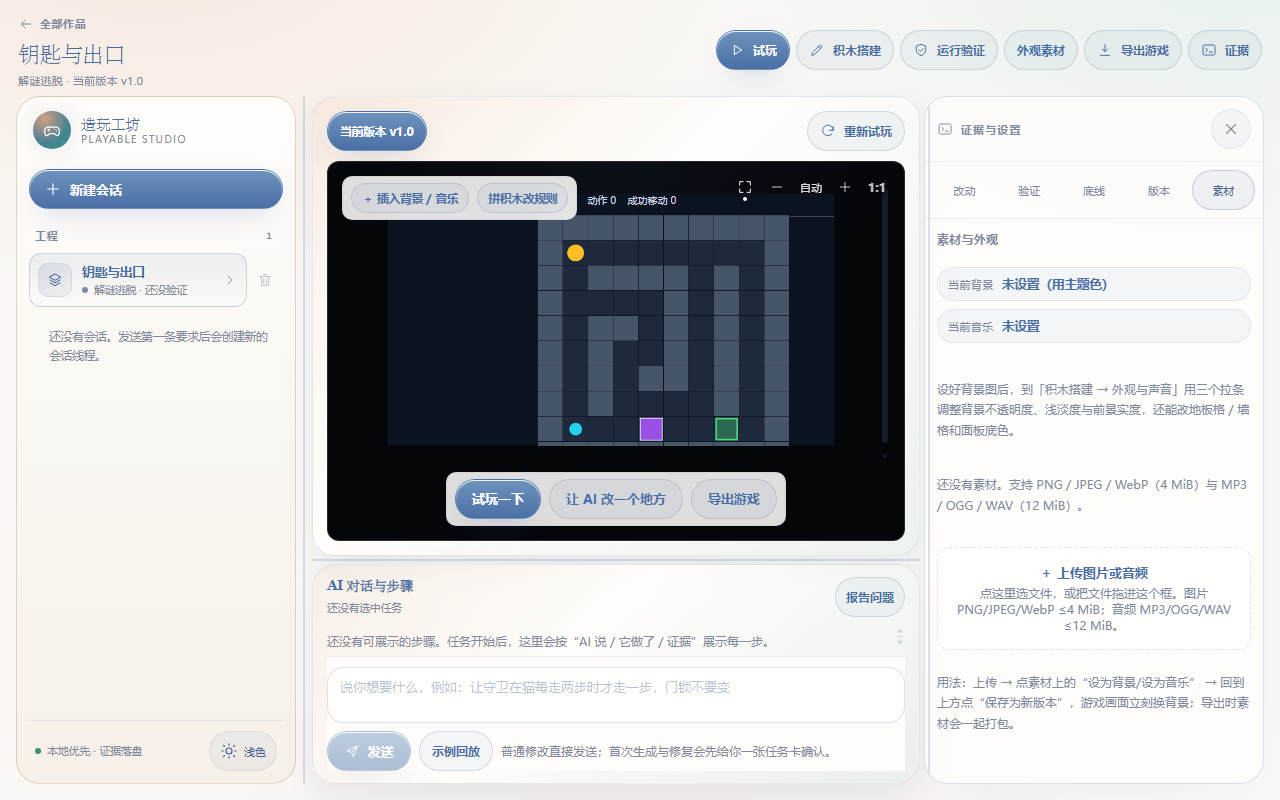 全部作品
钥匙与出口
解谜逃脱 · 当前版本 v1.0
试玩
积木搭建
运行验证
外观素材
导出游戏
证据
造玩工坊
PLAYABLE STUDIO
新建会话
工程
1
钥匙与出口
解谜逃脱 · 还没验证
还没有会话。发送第一条要求后会创建新的
会话线程。
本地优先 · 证据落盘
浅色
当前版本 v1.0
重新试玩
+ 插入背景 / 音乐
拼积木改规则
动作 0 成功移动 0
自动
1:1
试玩一下
让 AI 改一个地方
导出游戏
AI 对话与步骤
还没有选中任务
报告问题
还没有可展示的步骤。任务开始后，这里会按“AI 说 / 它做了 / 证据”展示每一步。
说你想要什么，例如：让守卫在猫每走两步时才走一步，门锁不要变
发送
示例回放
普通修改直接发送；首次生成与修复会先给你一张任务卡确认。
证据与设置
改动
验证
底线
版本
素材
素材与外观
当前背景 未设置（用主题色）
当前音乐 未设置
设好背景图后，到「积木搭建 → 外观与声音」用三个拉条
调整背景不透明度、浅淡度与前景实度，还能改地板格 / 墙
格和面板底色。
还没有素材。支持 PNG / JPEG / WebP（4 MiB）与 MP3
/ OGG / WAV（12 MiB）。
+ 上传图片或音频
点这里选文件，或把文件拖进这个框。图片
PNG/JPEG/WebP ≤4 MiB；音频 MP3/OGG/WAV
≤12 MiB。
用法：上传 → 点素材上的“设为背景/设为音乐” → 回到
上方点“保存为新版本”，游戏画面立刻换背景；导出时素
材会一起打包。